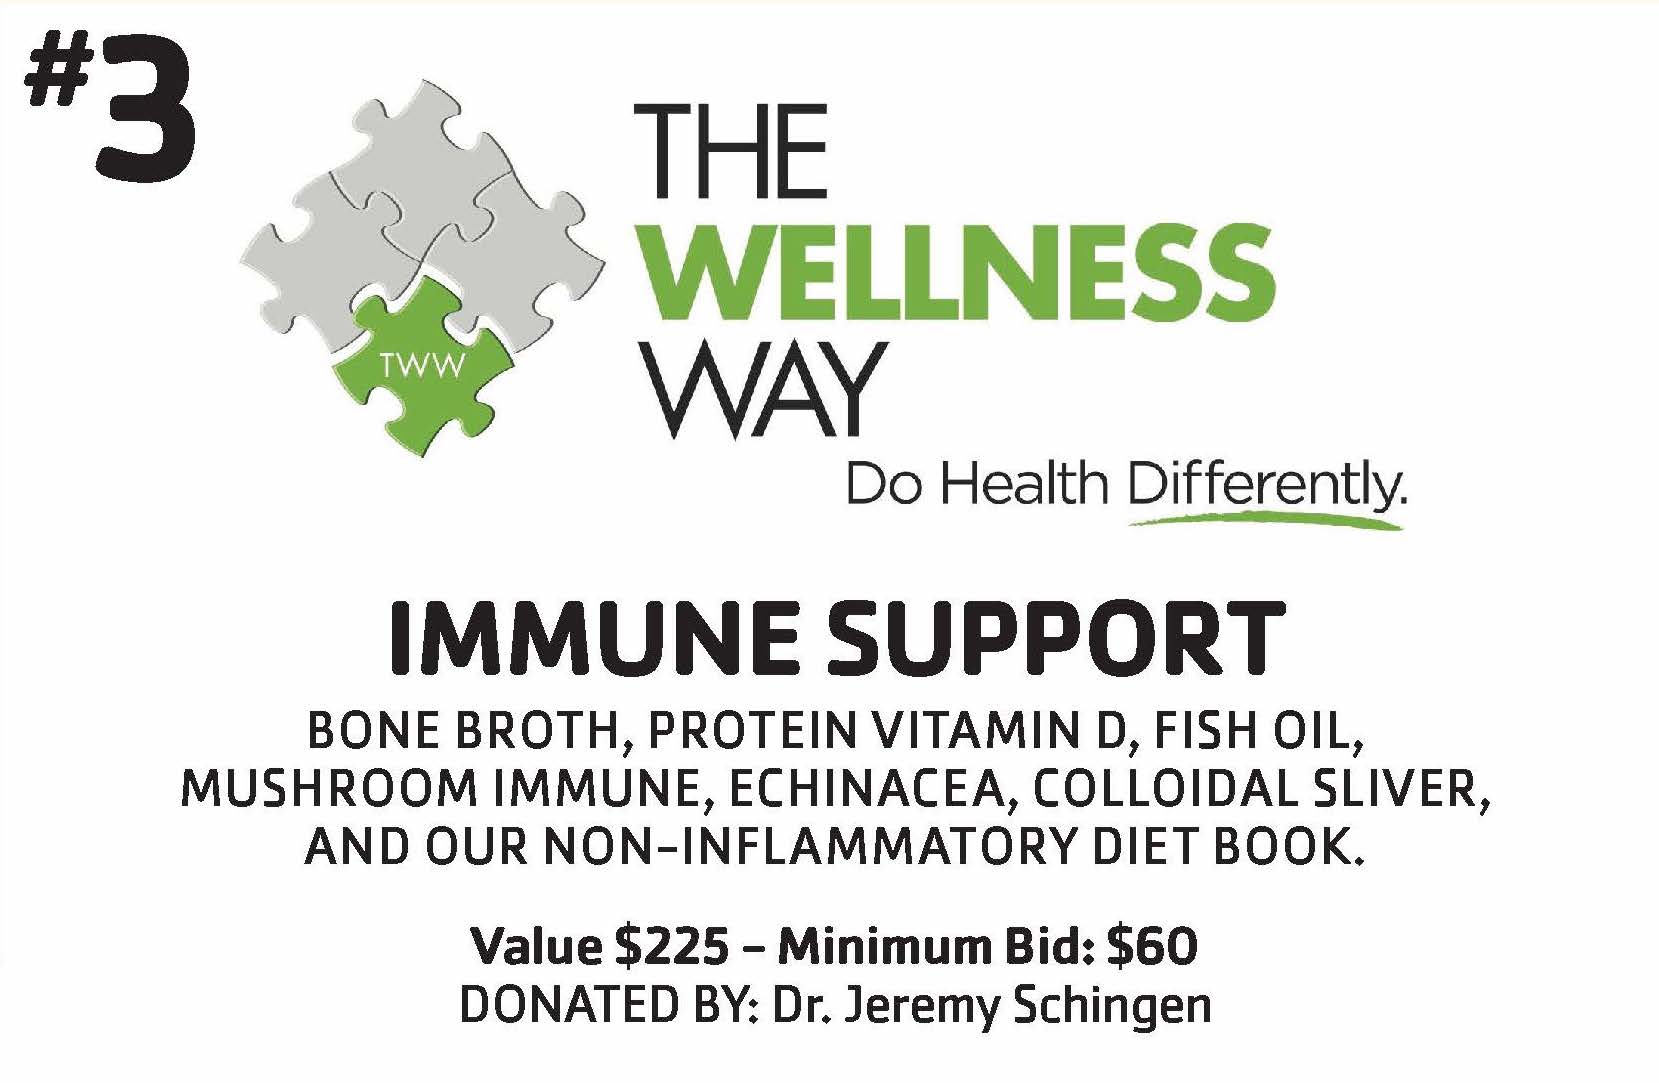 #3
THE
WELLNESS
WAY
TWW
Do Health Differently.
IMMUNE SUPPORT
BONE BROTH, PROTEIN VITAMIN D, FISH OIL,
MUSHROOM IMMUNE, ECHINACEA, COLLOIDAL SLIVER,
AND OUR NON-INFLAMMATORY DIET BOOK.
Value $225 - Minimum Bid: $60
DONATED BY: Dr. Jeremy Schingen